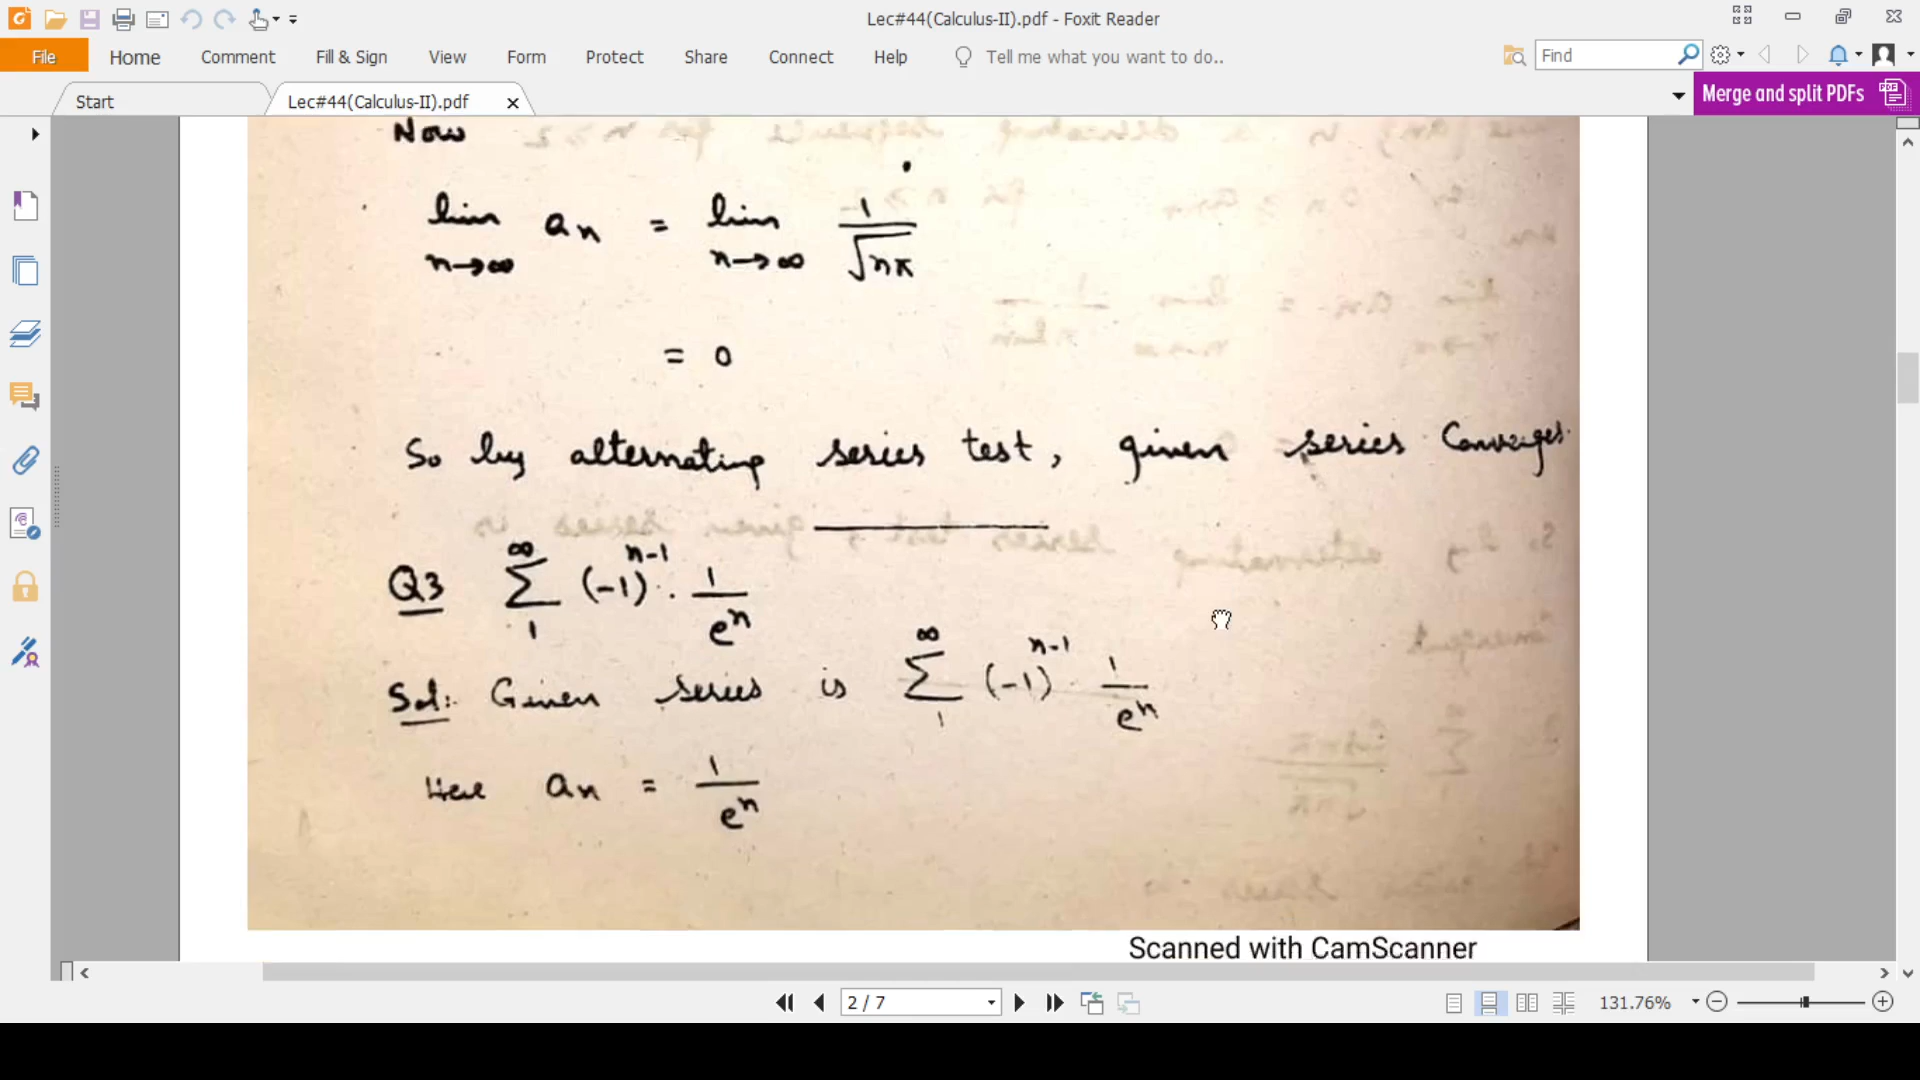 Lec#44(Calculus-II).pdf - Foxit Reader
File Home Comment Fill & Sign View Form Protect Share Connect Help Tell me what you want to do.. Find
Start Lec#44(Calculus-II).pdf Merge and split PDFs
Now
lim n→∞ an = lim n→∞ 1/√nπ
= 0
So by alternating series test, given series Converges.
Q3 ∑_1^∞ (-1)^{n-1} . 1/e^n
Sol:- Given series is ∑_1^∞ (-1)^{n-1} 1/e^n
Here an = 1/e^n
Scanned with CamScanner
2 / 7 131.76%